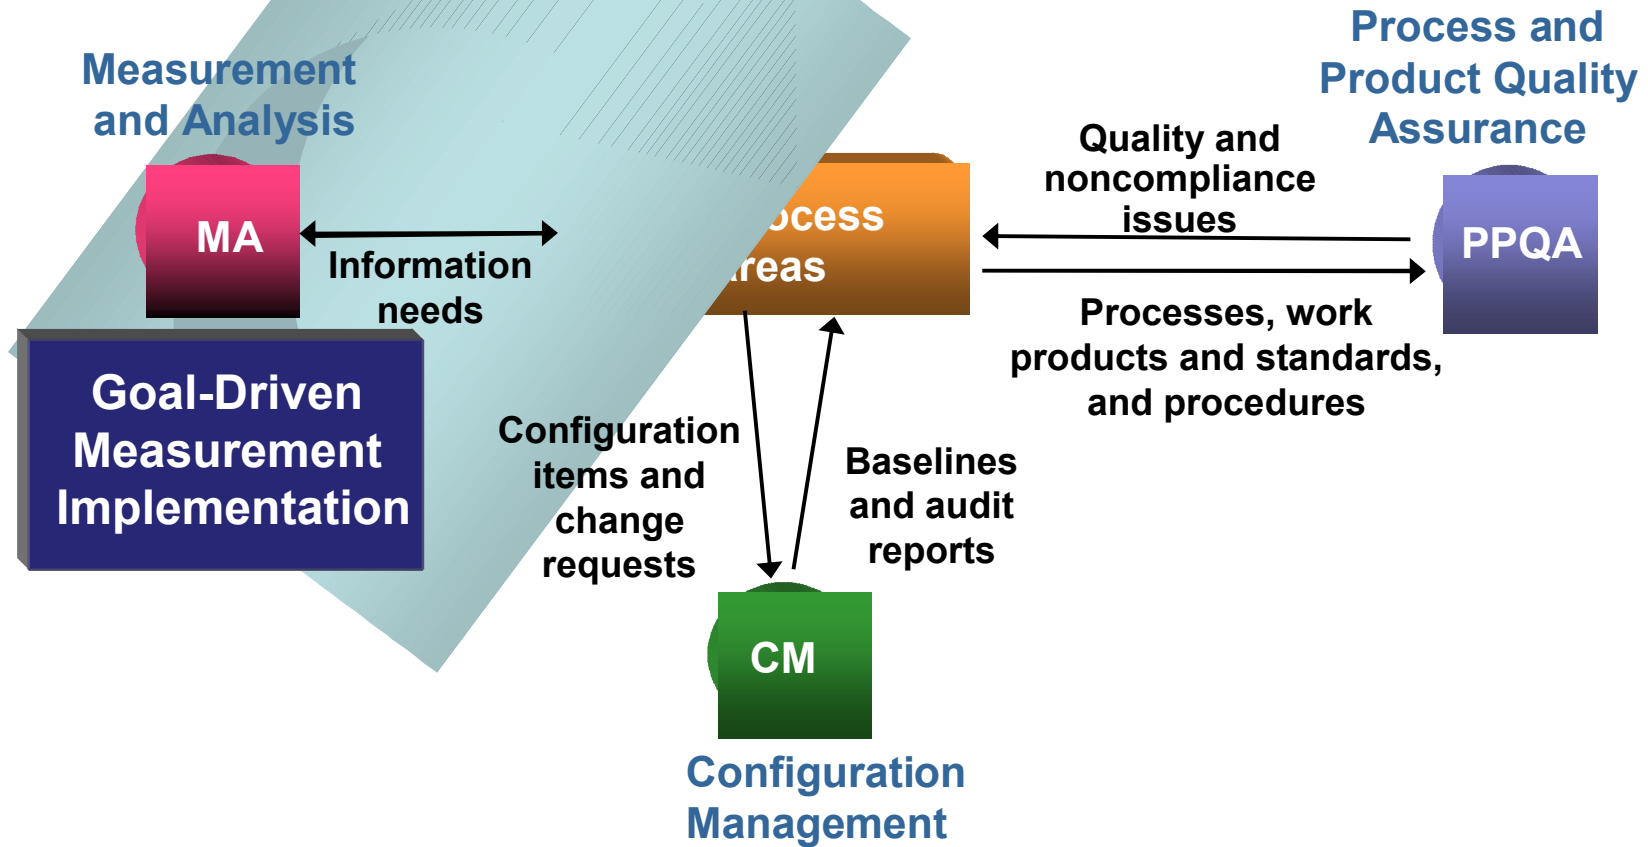 Measurement
and Analysis
MA
Information
needs
Goal-Driven
Measurement
Implementation
Process and
Product Quality
Assurance
Quality and
noncompliance
issues
PPQA
Processes, work
products and standards,
and procedures
Configuration
items and
change
requests
Baselines
and audit
reports
CM
Configuration
Management